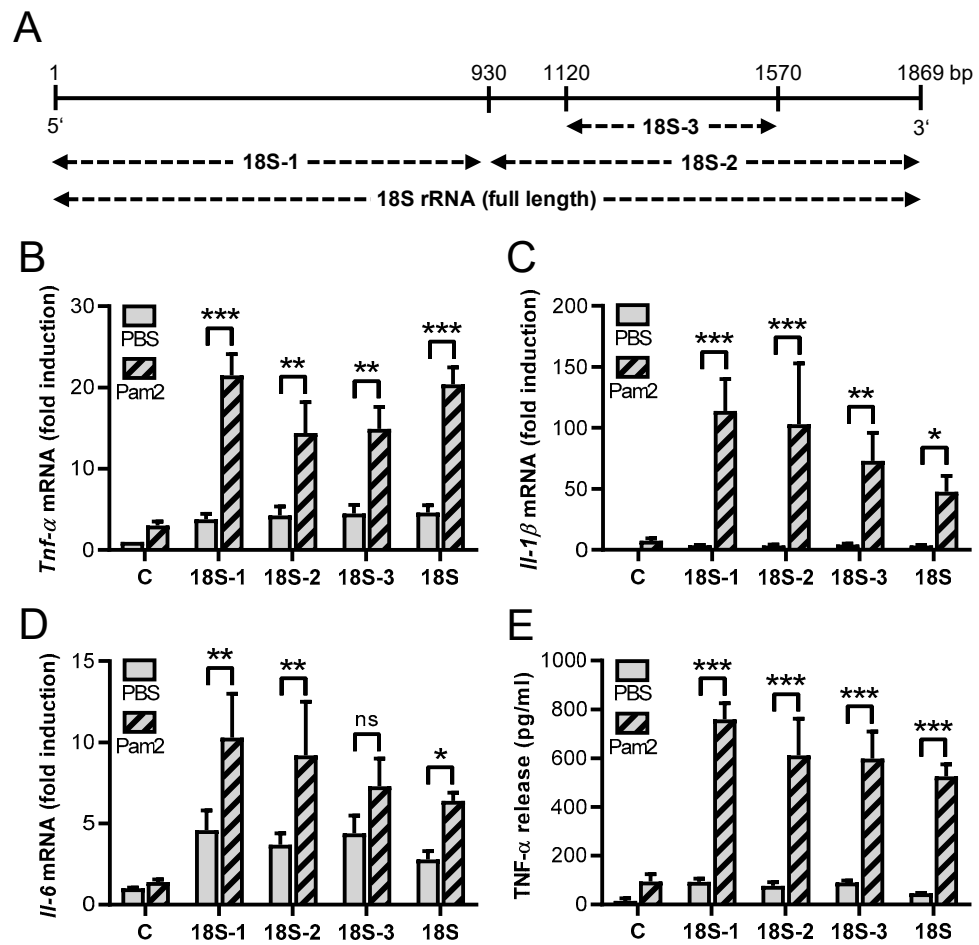 A
1 930 1120 1570 1869 bp
5‘ 3‘
18S-3
18S-1 18S-2
18S rRNA (full length)
B
Tnf-α mRNA (fold induction)
30
20
10
0
PBS
Pam2
*** ** ** ***
C 18S-1 18S-2 18S-3 18S
C
Il-1β mRNA (fold induction)
200
150
100
50
0
PBS
Pam2
*** *** ** *
C 18S-1 18S-2 18S-3 18S
D
Il-6 mRNA (fold induction)
15
10
5
0
PBS
Pam2
** ** ns *
C 18S-1 18S-2 18S-3 18S
E
TNF-α release (pg/ml)
1000
800
600
400
200
0
PBS
Pam2
*** *** *** ***
C 18S-1 18S-2 18S-3 18S